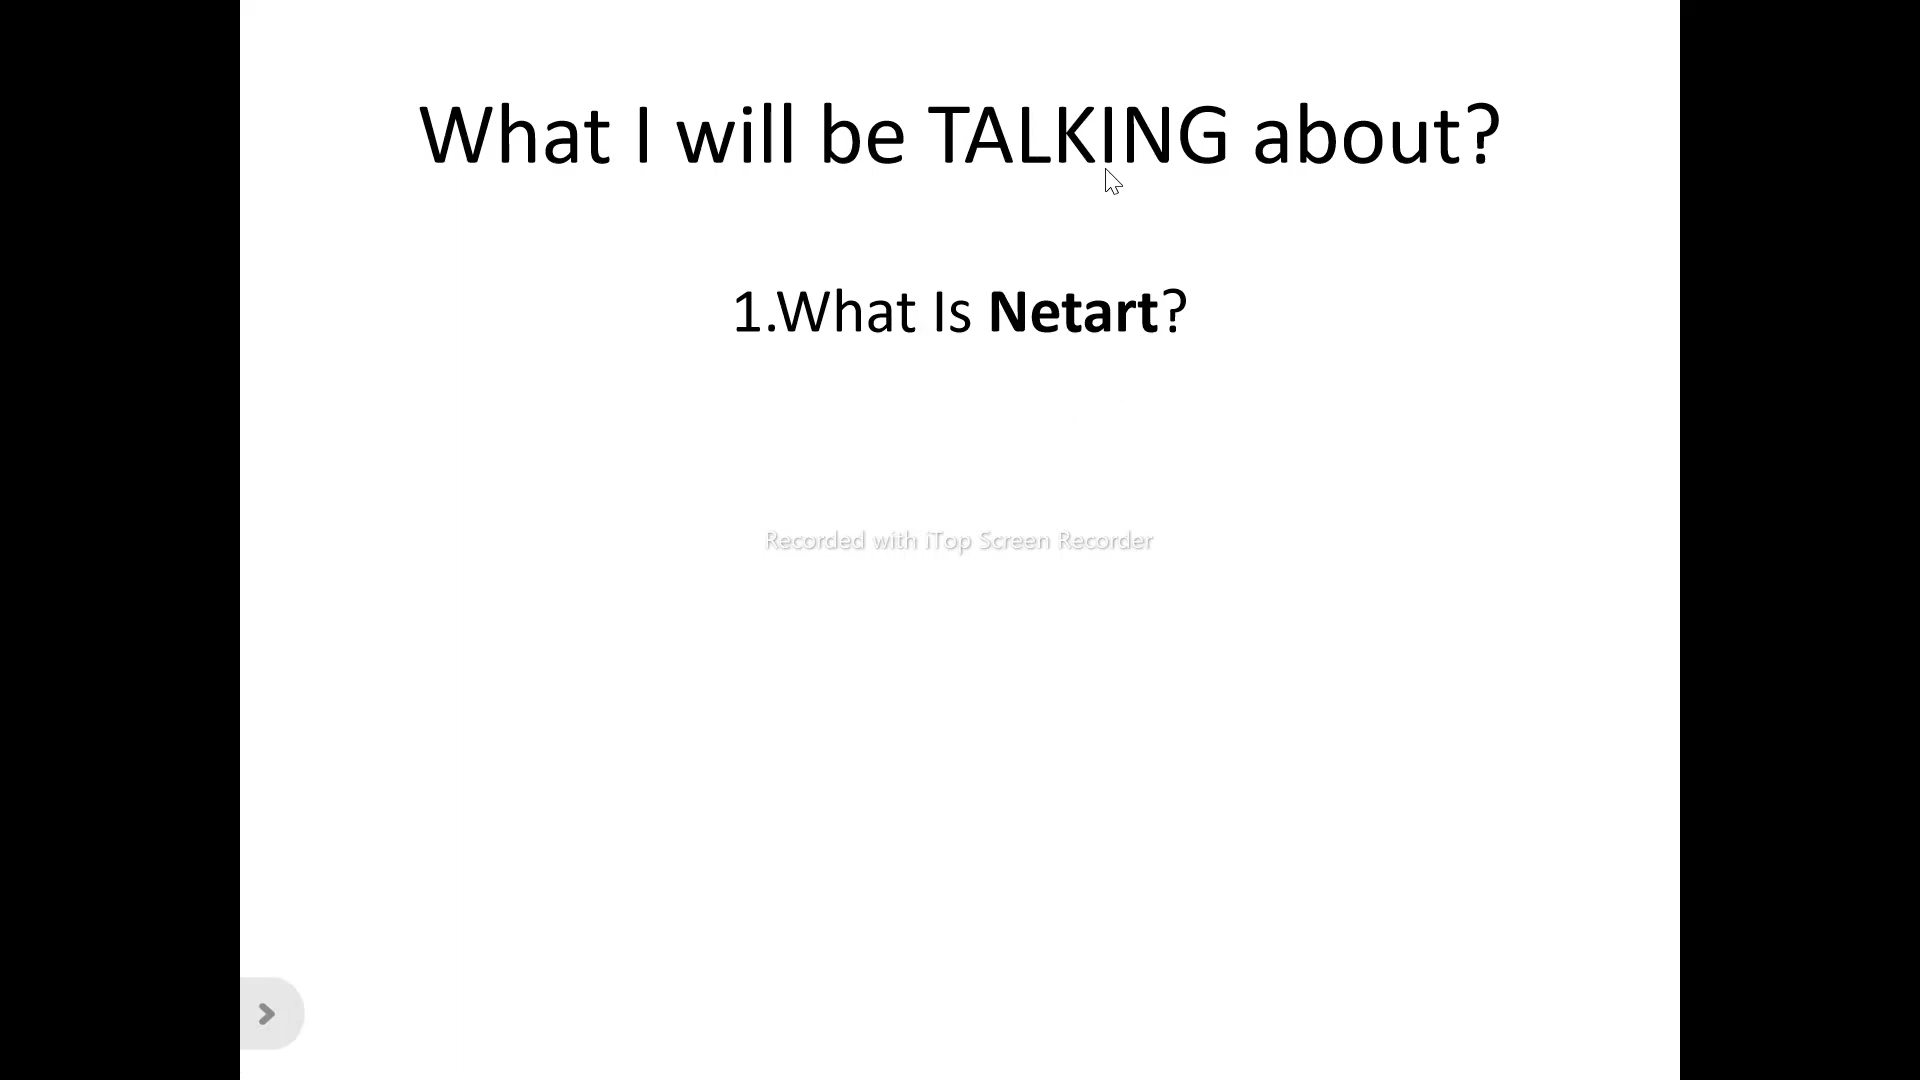 What I will be TALKING about?
1.What Is Netart?
Recorded with iTop Screen Recorder